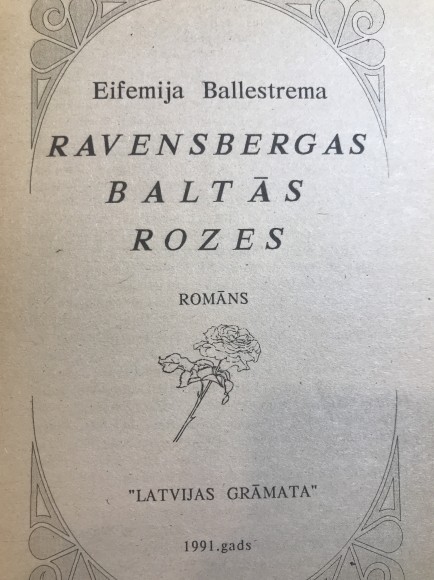 Eifemija Ballestrema
RAVENSBERGAS
BALTĀS
ROZES
ROMĀNS
"LATVIJAS GRĀMATA"
1991.gads